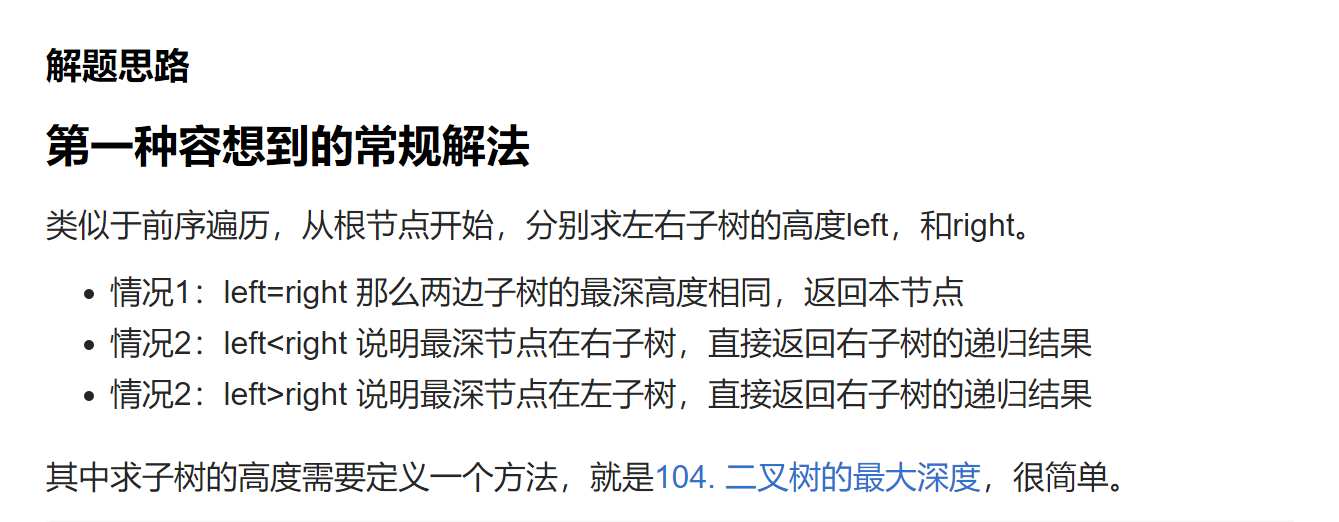 解题思路
第一种容想到的常规解法
类似于前序遍历，从根节点开始，分别求左右子树的高度left，和right。
• 情况1：left=right 那么两边子树的最深高度相同，返回本节点
• 情况2：left<right 说明最深节点在右子树，直接返回右子树的递归结果
• 情况2：left>right 说明最深节点在左子树，直接返回右子树的递归结果
其中求子树的高度需要定义一个方法，就是104. 二叉树的最大深度，很简单。